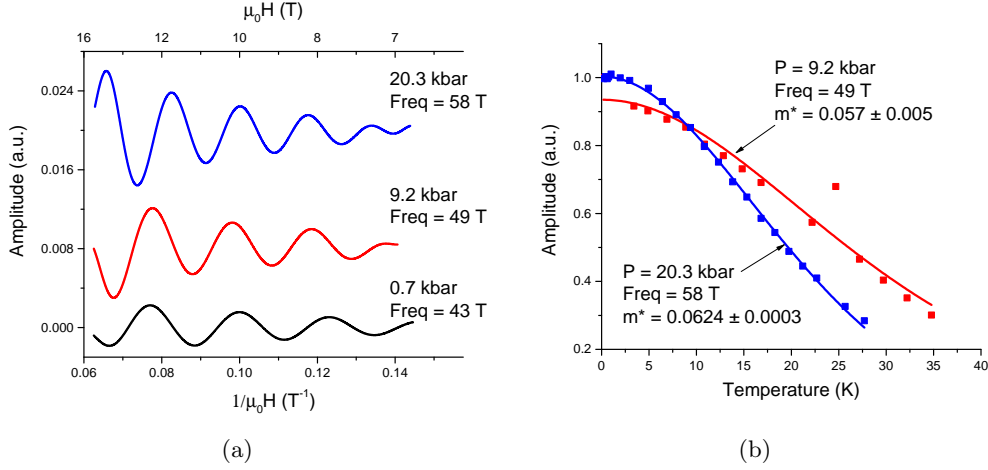 μ₀H (T)
16 14 12 10 8 7
0.024
0.016
0.008
0.000
Amplitude (a.u.)
20.3 kbar
Freq = 58 T
9.2 kbar
Freq = 49 T
0.7 kbar
Freq = 43 T
0.06 0.08 0.10 0.12 0.14
1/μ₀H (T⁻¹)
(a)
1.0
0.8
0.6
0.4
0.2
Amplitude (a.u.)
P = 9.2 kbar
Freq = 49 T
m* = 0.057 ± 0.005
P = 20.3 kbar
Freq = 58 T
m* = 0.0624 ± 0.0003
0 5 10 15 20 25 30 35 40
Temperature (K)
(b)